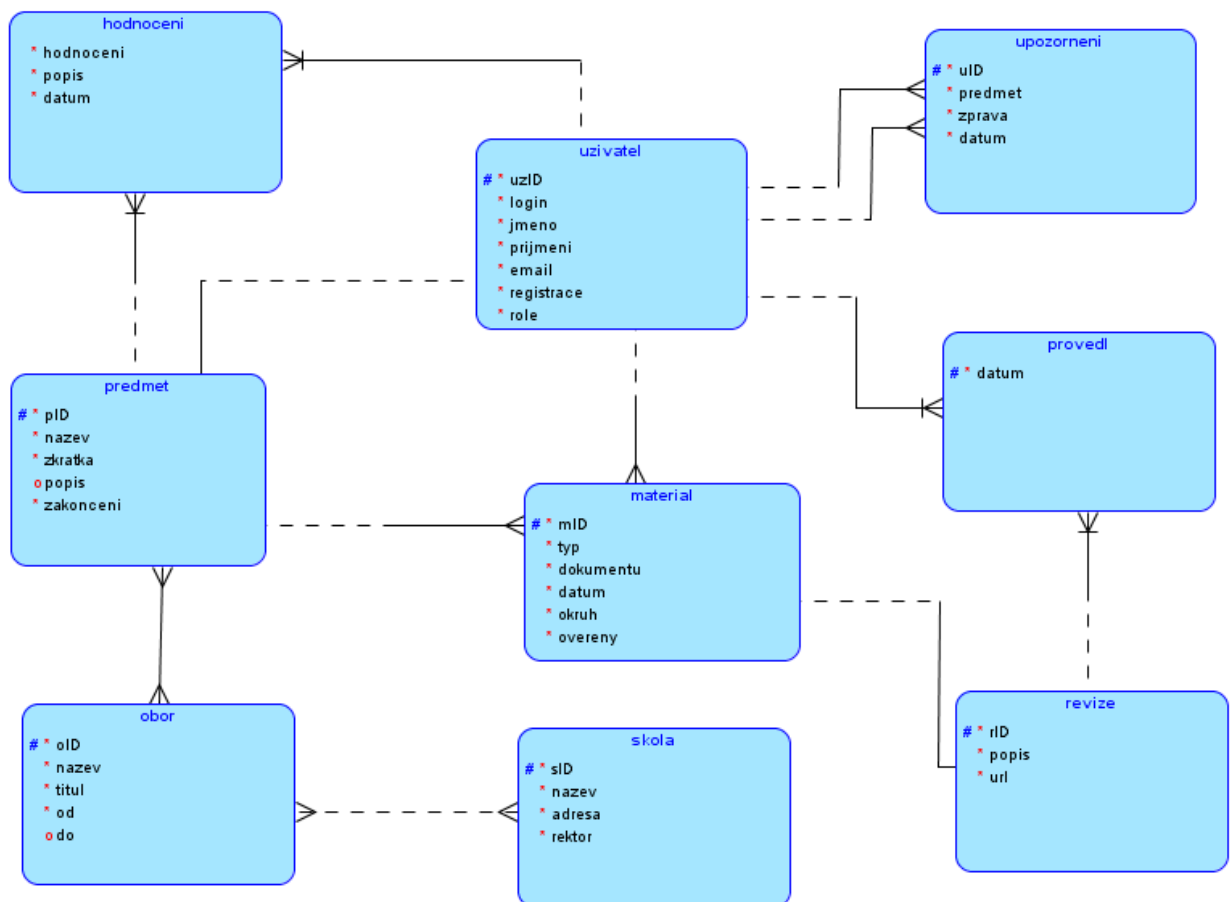 hodnoceni
* hodnoceni
* popis
* datum
upozorneni
# * uID
* predmet
* zprava
* datum
uzivatel
# * uzID
* login
* jmeno
* prijmeni
* email
* registrace
* role
provedl
# * datum
predmet
# * pID
* nazev
* zkratka
o popis
* zakonceni
material
# * mID
* typ
* dokumentu
* datum
* okruh
* overeny
revize
# * rID
* popis
* url
obor
# * oID
* nazev
* titul
* od
o do
skola
# * sID
* nazev
* adresa
* rektor